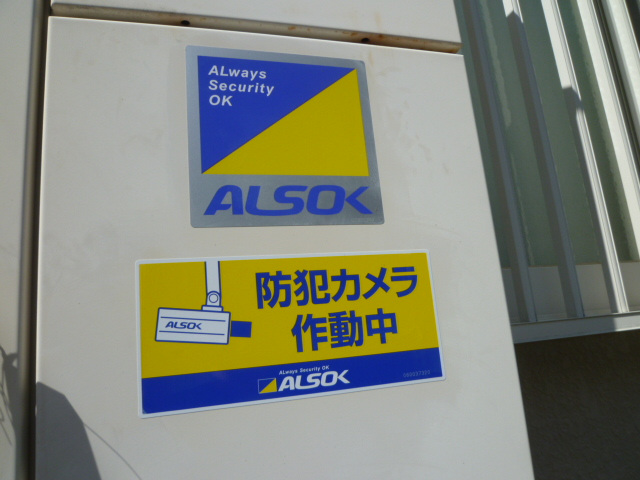 ALways
Security
OK
ALSOK
防犯カメラ
作動中
ALSOK
ALways Security OK
ALSOK